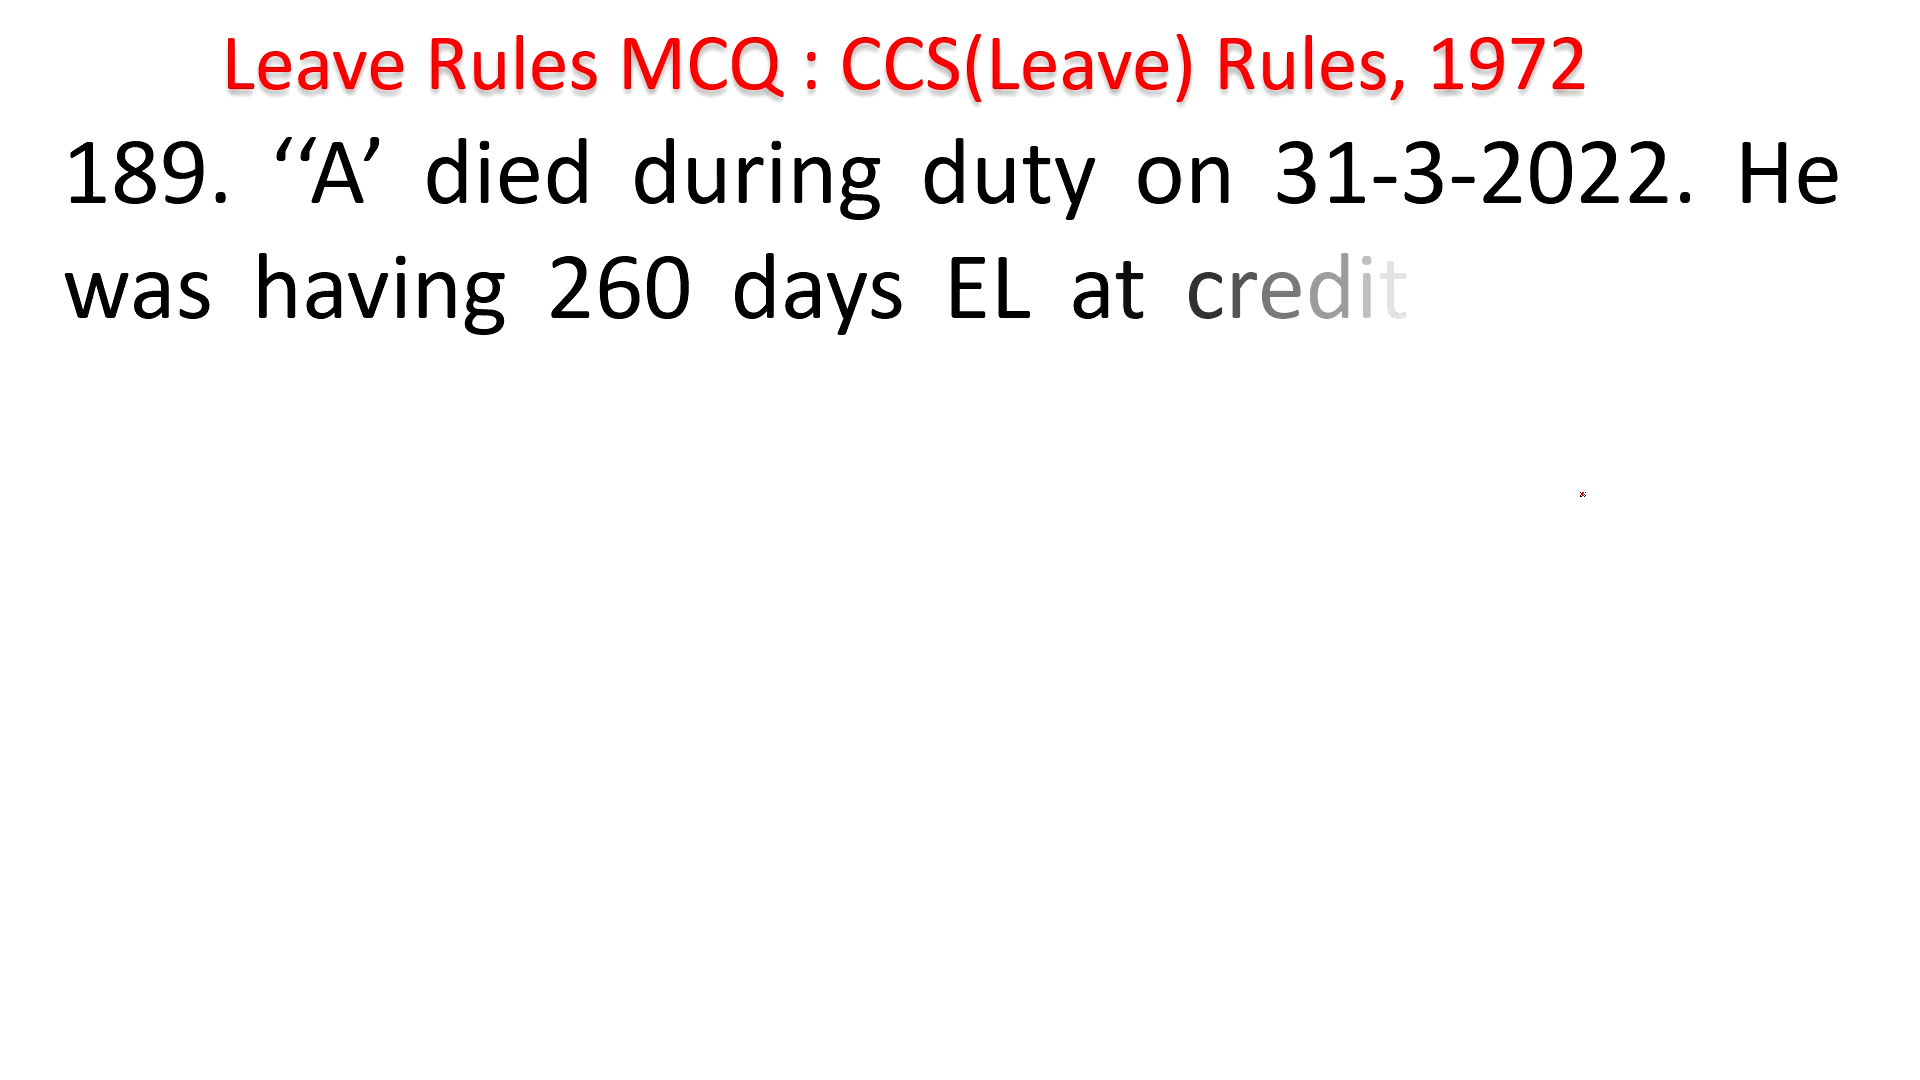 Leave Rules MCQ : CCS(Leave) Rules, 1972
189. ‘‘A’ died during duty on 31-3-2022. He
was having 260 days EL at credit